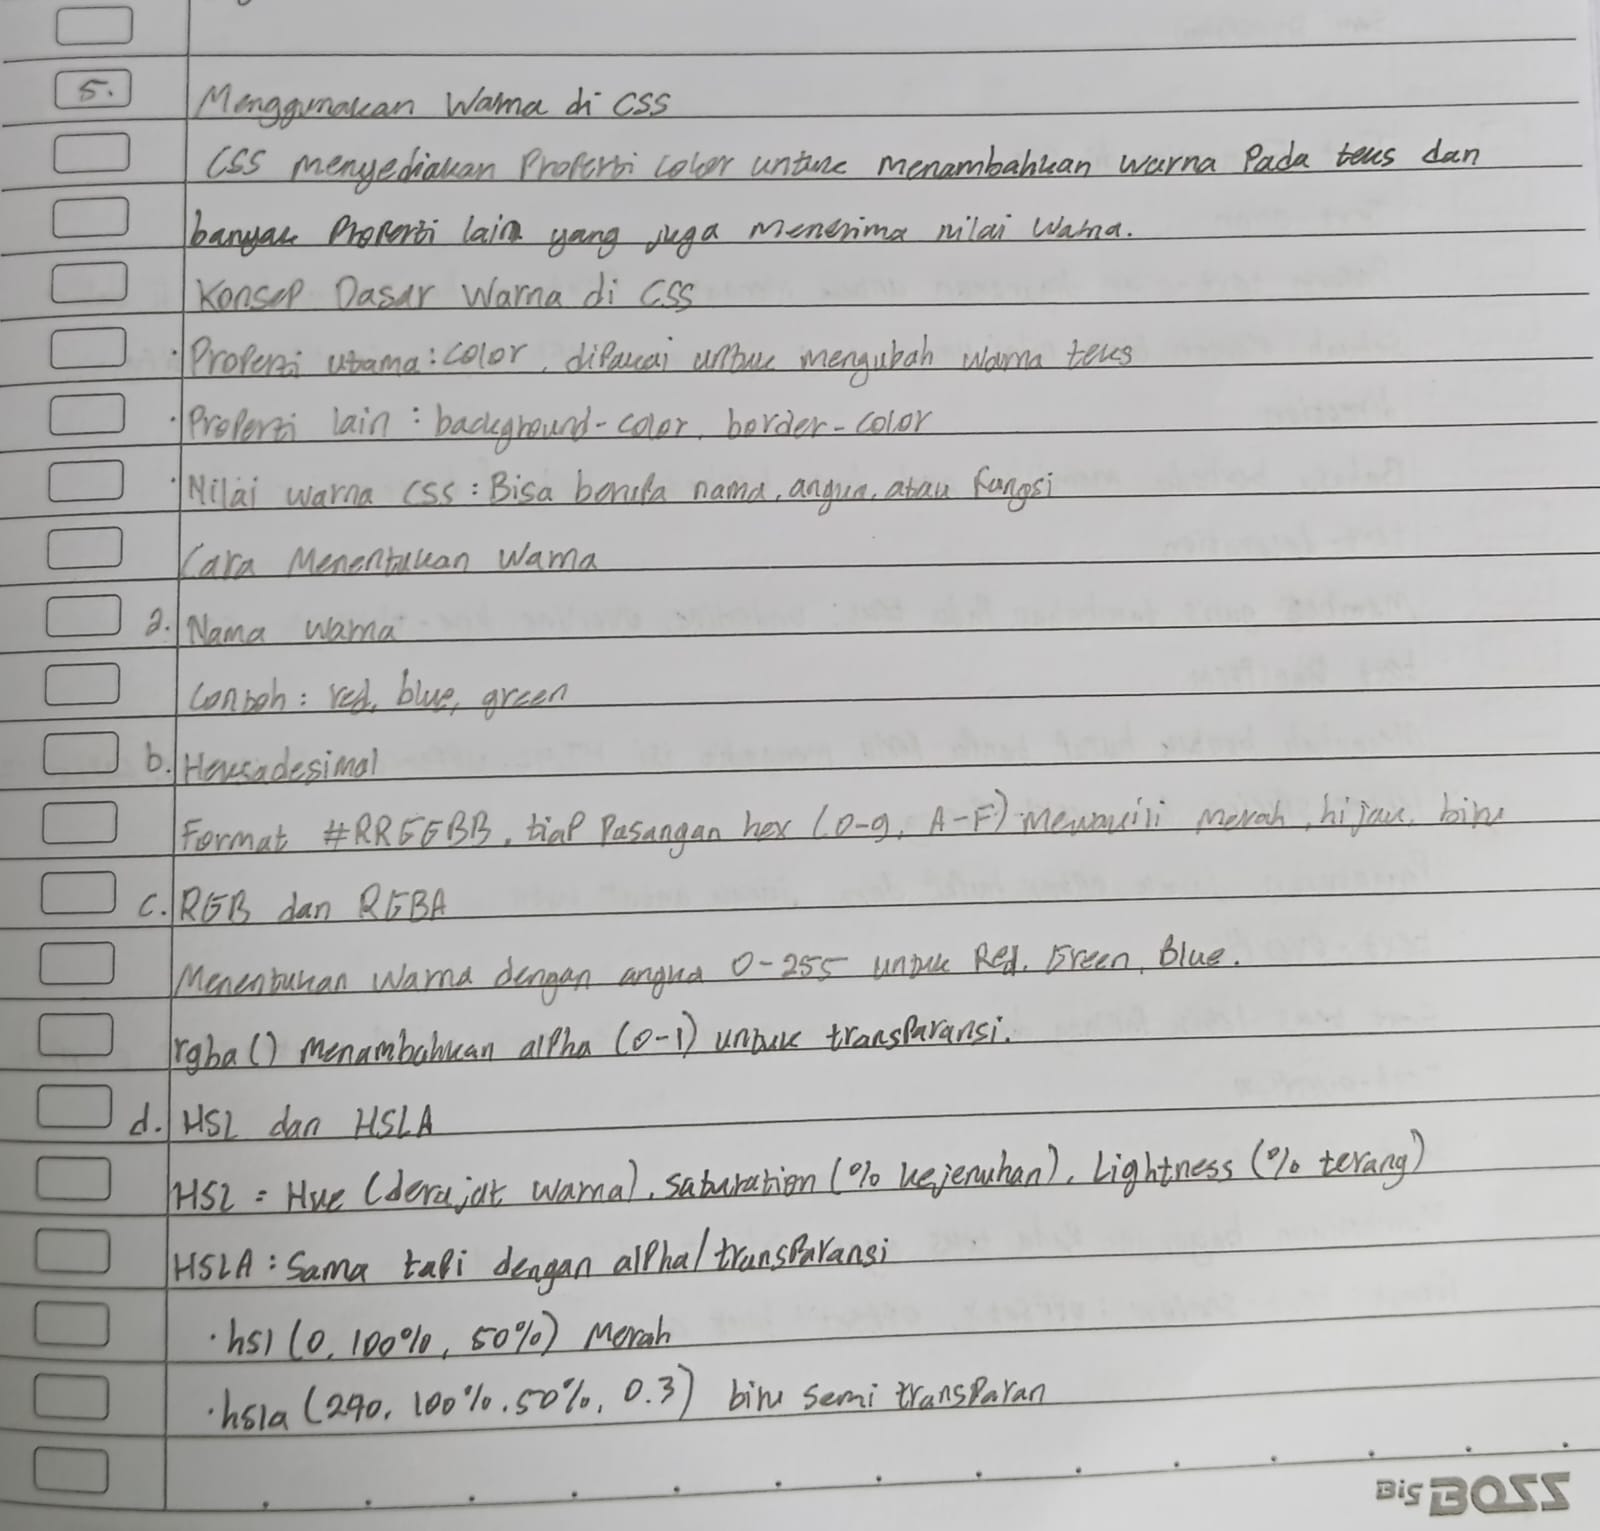 5. Menggunakan Warna di CSS
CSS menyediakan Properti color untuk menambahkan warna Pada teks dan
banyak Properti lain yang juga menerima nilai warna.
Konsep Dasar Warna di CSS
· Properti utama : color, dipakai untuk mengubah warna teks
· Properti lain : background-color, border-color
· Nilai warna CSS : Bisa berupa nama, angka, atau fungsi
Cara Menentukan Warna
a. Nama warna
Contoh : red, blue, green
b. Heksadesimal
Format #RRGGBB, tiap Pasangan hex (0-9, A-F) mewakili merah, hijau, biru
c. RGB dan RGBA
Menentukan warna dengan angka 0-255 untuk Red, Green, Blue.
rgba() menambahkan alpha (0-1) untuk transparansi.
d. HSL dan HSLA
HSL = Hue (derajat warna), saturation (% kejenuhan), Lightness (% terang)
HSLA : Sama tapi dengan alpha/transparansi
· hsl (0, 100%, 50%) Merah
· hsla (240, 100%, 50%, 0.3) biru semi transparan
Big BOSS